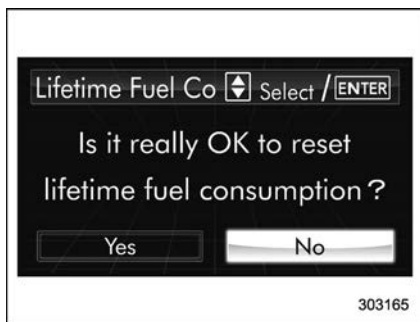 Lifetime Fuel Co Select / ENTER
Is it really OK to reset
lifetime fuel consumption ?
Yes No
303165